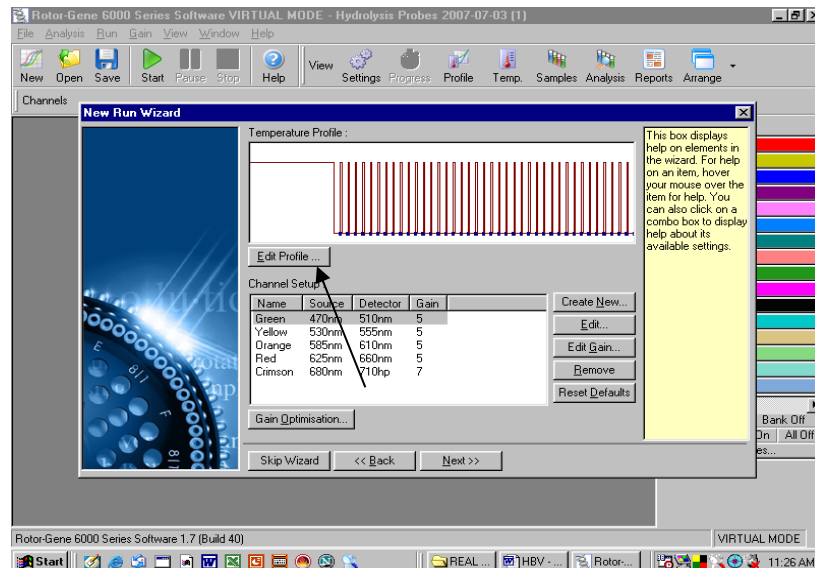 Rotor-Gene 6000 Series Software VIRTUAL MODE - Hydrolysis Probes 2007-07-03 (1)
File Analysis Run Gain View Window Help
New Open Save Start Pause Stop Help View Settings Progress Profile Temp. Samples Analysis Reports Arrange
Channels
New Run Wizard
Temperature Profile :
Edit Profile ...
Channel Setup
Name Source Detector Gain
Green 470nm 510nm 5
Yellow 530nm 555nm 5
Orange 585nm 610nm 5
Red 625nm 660nm 5
Crimson 680nm 710hp 7
Create New...
Edit...
Edit Gain...
Remove
Reset Defaults
Gain Optimisation...
Skip Wizard << Back Next >>
This box displays
help on elements in
the wizard. For help
on an item, hover
your mouse over the
item for help. You
can also click on a
combo box to display
help about its
available settings.
Bank Off
On All Off
es...
Rotor-Gene 6000 Series Software 1.7 (Build 40) VIRTUAL MODE
Start REAL ... HBV - ... Rotor-... 11:26 AM